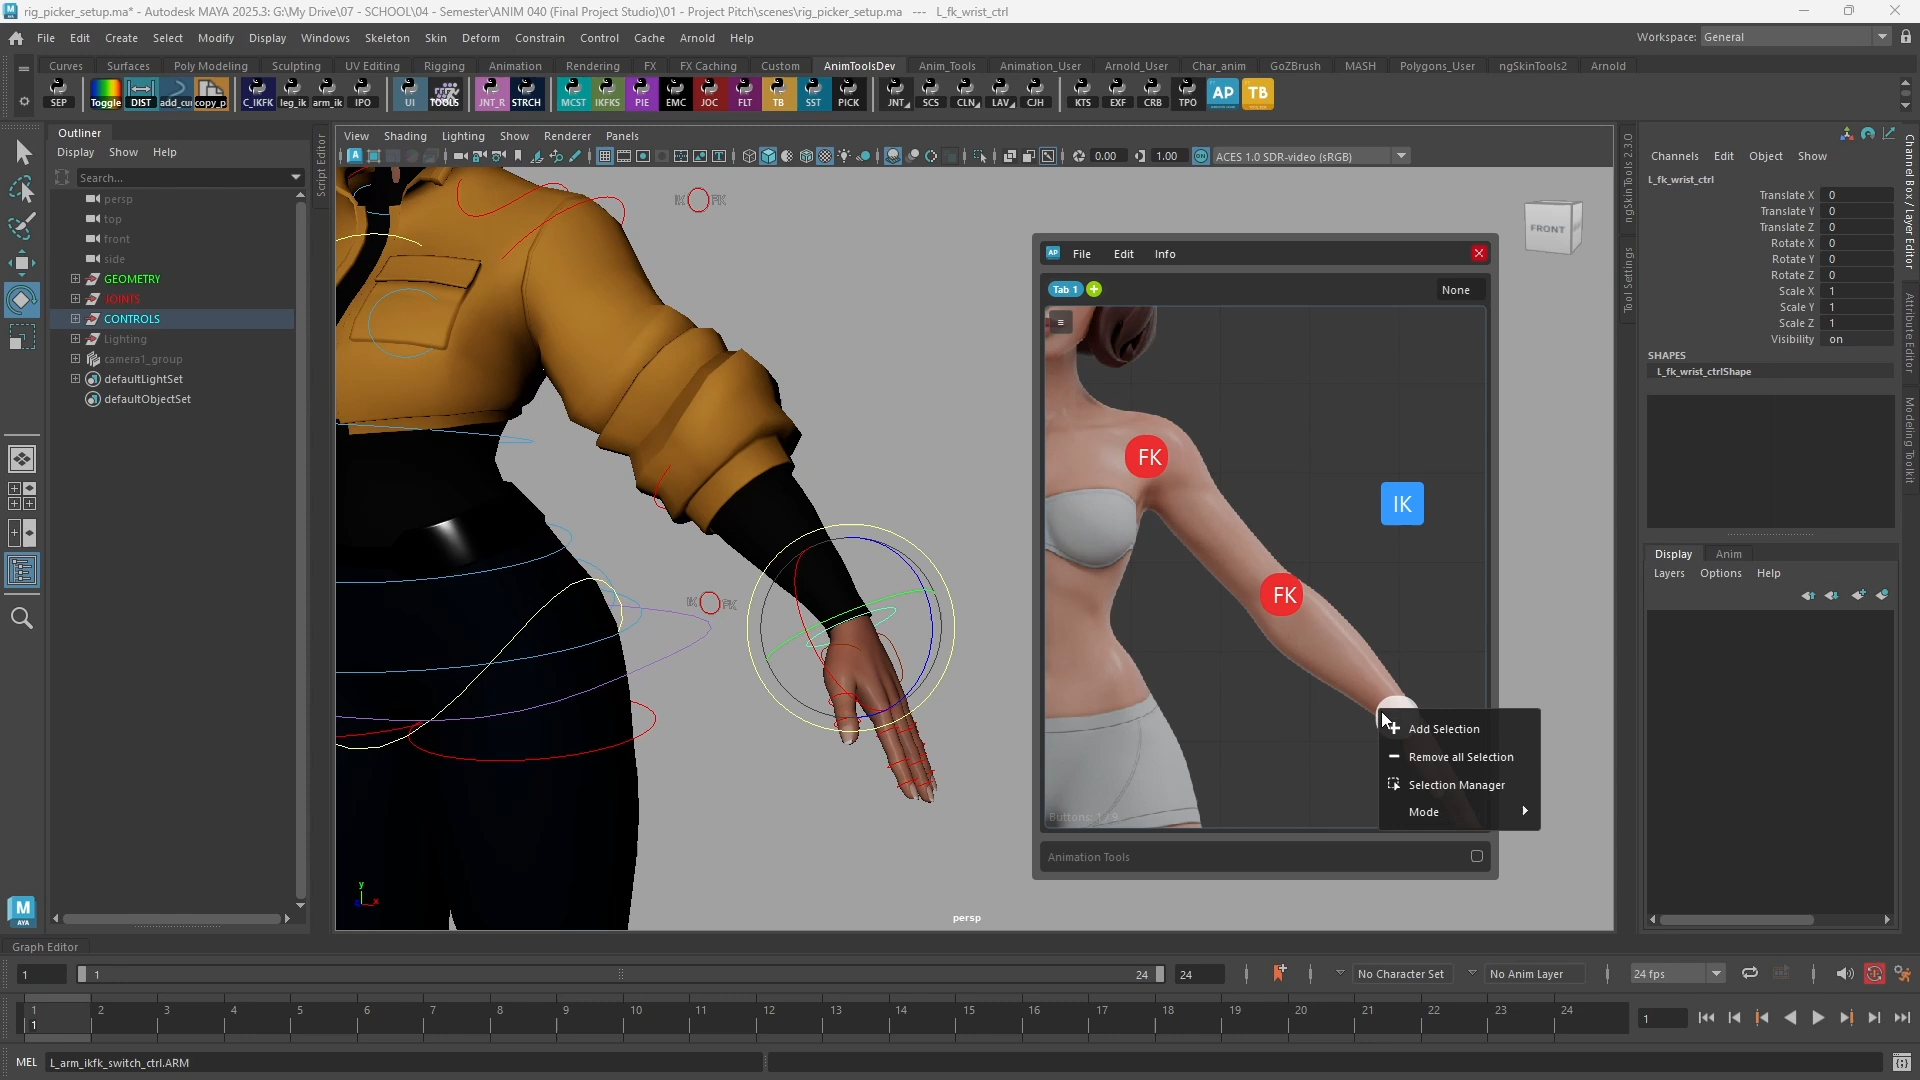 rig_picker_setup.ma* - Autodesk MAYA 2025.3: G:\My Drive\07 - SCHOOL\04 - Semester\ANIM 040 (Final Project Studio)\01 - Project Pitch\scenes\rig_picker_setup.ma --- L_fk_wrist_ctrl
File Edit Create Select Modify Display Windows Skeleton Skin Deform Constrain Control Cache Arnold Help
Workspace: General
Curves Surfaces Poly Modeling Sculpting UV Editing Rigging Animation Rendering FX FX Caching Custom AnimToolsDev Anim_Tools Animation_User Arnold_User Char_anim GoZBrush MASH Polygons_User ngSkinTools2 Arnold
SEP Toggle DIST add_cur copy_p C_IKFK leg_ik arm_ik IPO UI TOOLS JNT_R STRCH MCST IKFKS PIE EMC JOC FLT TB SST PICK JNT SCS CLN LAV CJH KTS EXF CRB TPO AP TB
Outliner
Display Show Help
Search...
persp
top
front
side
GEOMETRY
JOINTS
CONTROLS
Lighting
camera1_group
defaultLightSet
defaultObjectSet
Script Editor
View Shading Lighting Show Renderer Panels
0.00 1.00 ACES 1.0 SDR-video (sRGB)
IK FK
IK FK
FRONT
persp
y
x
AP File Edit Info
Tab 1 None
FK
IK
FK
Add Selection
Remove all Selection
Selection Manager
Mode
Buttons: 1 / 9
Animation Tools
ngSkinTools 2.3.0
Tool Settings
Channels Edit Object Show
L_fk_wrist_ctrl
Translate X 0
Translate Y 0
Translate Z 0
Rotate X 0
Rotate Y 0
Rotate Z 0
Scale X 1
Scale Y 1
Scale Z 1
Visibility on
SHAPES
L_fk_wrist_ctrlShape
Display Anim
Layers Options Help
Channel Box / Layer Editor
Attribute Editor
Modeling Toolkit
M
AYA
Graph Editor
1 1 24 24 No Character Set No Anim Layer 24 fps
1 2 3 4 5 6 7 8 9 10 11 12 13 14 15 16 17 18 19 20 21 22 23 24
1 1
MEL L_arm_ikfk_switch_ctrl.ARM